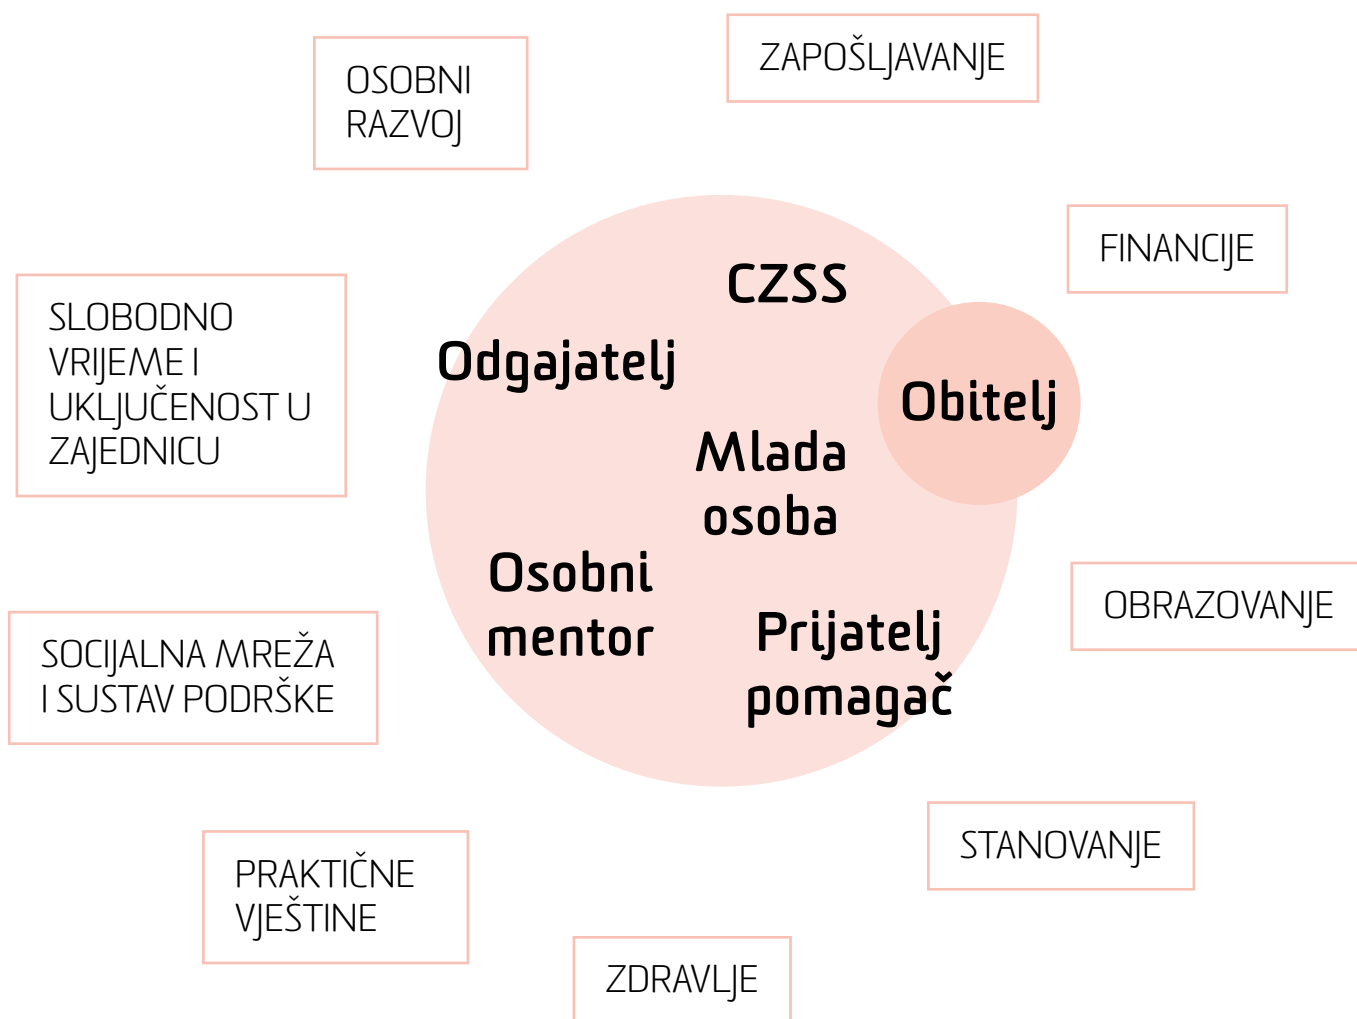 ZAPOŠLJAVANJE
OSOBNI
RAZVOJ
FINANCIJE
CZSS
SLOBODNO
VRIJEME I
UKLJUČENOST U
ZAJEDNICU
Odgajatelj
Obitelj
Mlada
osoba
Osobni
mentor
OBRAZOVANJE
Prijatelj
pomagač
SOCIJALNA MREŽA
I SUSTAV PODRŠKE
STANOVANJE
PRAKTIČNE
VJEŠTINE
ZDRAVLJE